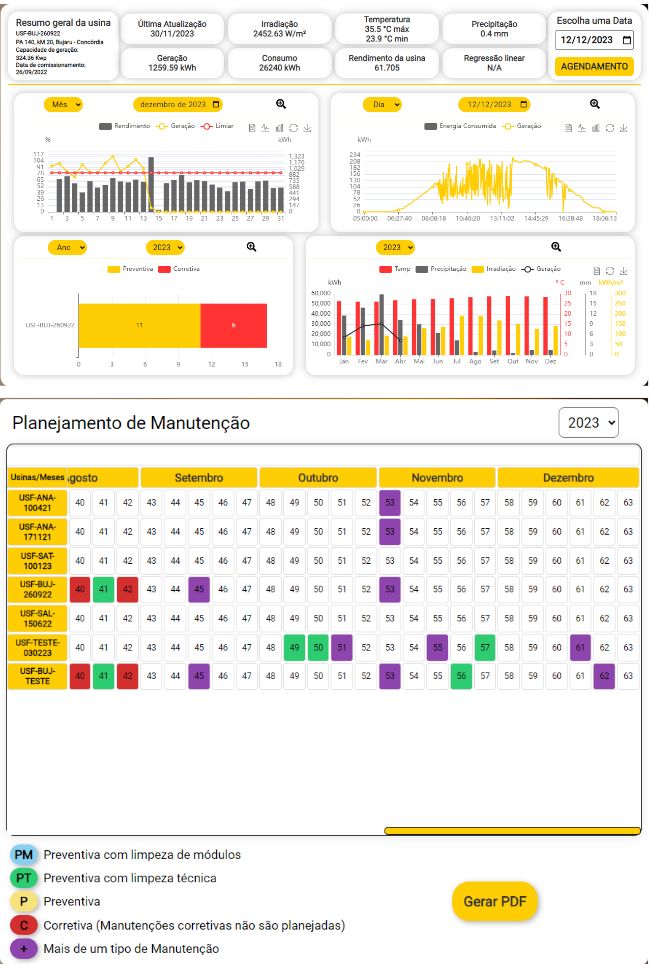 Resumo geral da usina
USF-BUJ-260922
PA 140, kM 20, Bujaru - Concórdia
Capacidade de geração:
324.36 Kwp
Data de comissionamento:
26/09/2022
Última Atualização
30/11/2023
Irradiação
2452.63 W/m²
Temperatura
35.5 °C máx
23.9 °C min
Precipitação
0.4 mm
Escolha uma Data
12/12/2023
Geração
1259.59 kWh
Consumo
26240 kWh
Rendimento da usina
61.705
Regressão linear
N/A
AGENDAMENTO
Mês
dezembro de 2023
Rendimento Geração Limiar
% kWh
117 1,323
104 1,176
91 1,029
78 882
65 735
52 588
39 441
26 294
13 147
0 0
1 3 5 7 9 11 13 14 16 18 19 21 23 25 27 29 31
Dia
12/12/2023
Energia Consumida Geração
kWh
234
208
182
156
130
104
78
52
26
0
05:00:00 06:27:40 08:08:18 10:46:20 13:11:02 14:45:29 16:28:48 18:06:13
Ano
2023
Preventiva Corretiva
USF-BUJ-260922 11 6
0 3 6 9 12 15 18
2023
Temp Precipitação Irradiação Geração
kWh °C mm kWh/m²
60,000 30 18 300
50,000 25 15 250
40,000 20 12 200
30,000 15 9 150
20,000 10 6 100
10,000 5 3 50
0 0 0 0
Jan Fev Mar Abr Mai Jun Jul Ago Set Out Nov Dez
Planejamento de Manutenção
2023
Usinas/Meses gosto Setembro Outubro Novembro Dezembro
USF-ANA-100421 40 41 42 43 44 45 46 47 48 49 50 51 52 53 54 55 56 57 58 59 60 61 62 63
USF-ANA-171121 40 41 42 43 44 45 46 47 48 49 50 51 52 53 54 55 56 57 58 59 60 61 62 63
USF-SAT-100123 40 41 42 43 44 45 46 47 48 49 50 51 52 53 54 55 56 57 58 59 60 61 62 63
USF-BUJ-260922 40 41 42 43 44 45 46 47 48 49 50 51 52 53 54 55 56 57 58 59 60 61 62 63
USF-SAL-150622 40 41 42 43 44 45 46 47 48 49 50 51 52 53 54 55 56 57 58 59 60 61 62 63
USF-TESTE-030223 40 41 42 43 44 45 46 47 48 49 50 51 52 53 54 55 56 57 58 59 60 61 62 63
USF-BUJ-TESTE 40 41 42 43 44 45 46 47 48 49 50 51 52 53 54 55 56 57 58 59 60 61 62 63
PM Preventiva com limpeza de módulos
PT Preventiva com limpeza técnica
P Preventiva
C Corretiva (Manutenções corretivas não são planejadas)
+ Mais de um tipo de Manutenção
Gerar PDF